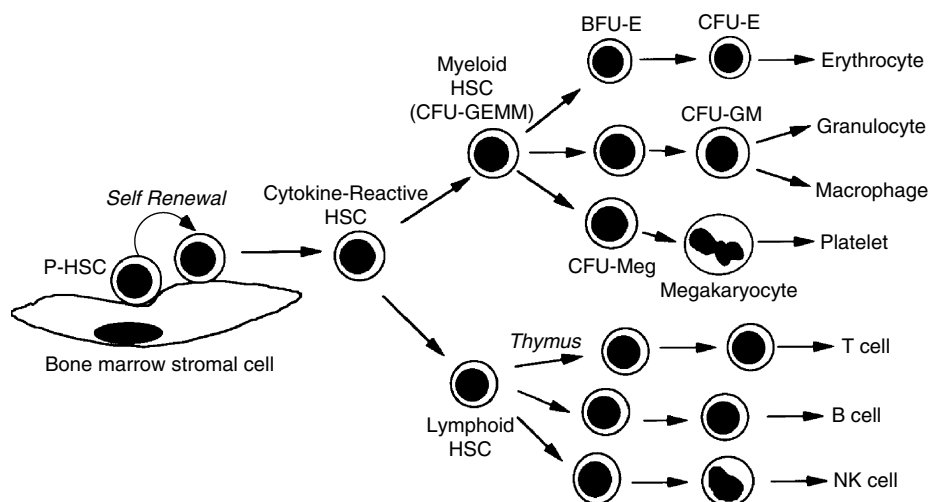 BFU-E
CFU-E
Erythrocyte
Myeloid
HSC
(CFU-GEMM)
CFU-GM
Granulocyte
Macrophage
Self Renewal
Cytokine-Reactive
HSC
P-HSC
CFU-Meg
Platelet
Megakaryocyte
Bone marrow stromal cell
Thymus
T cell
Lymphoid
HSC
B cell
NK cell